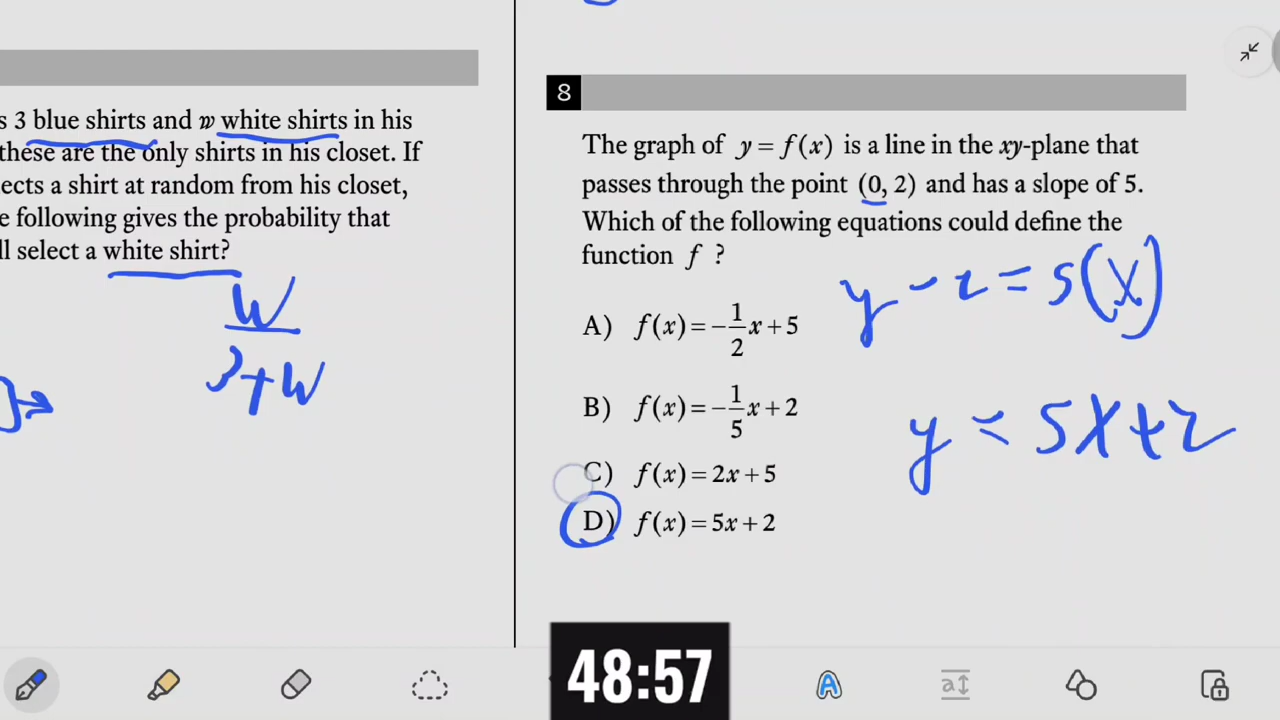 s 3 blue shirts and w white shirts in his
these are the only shirts in his closet. If
ects a shirt at random from his closet,
e following gives the probability that
ll select a white shirt?
W
3+W
8
The graph of y = f(x) is a line in the xy-plane that
passes through the point (0, 2) and has a slope of 5.
Which of the following equations could define the
function f ?
A) f(x) = -1/2 x + 5
B) f(x) = -1/5 x + 2
C) f(x) = 2x + 5
D) f(x) = 5x + 2
y - 2 = 5(x)
y = 5x + 2
48:57
A
a